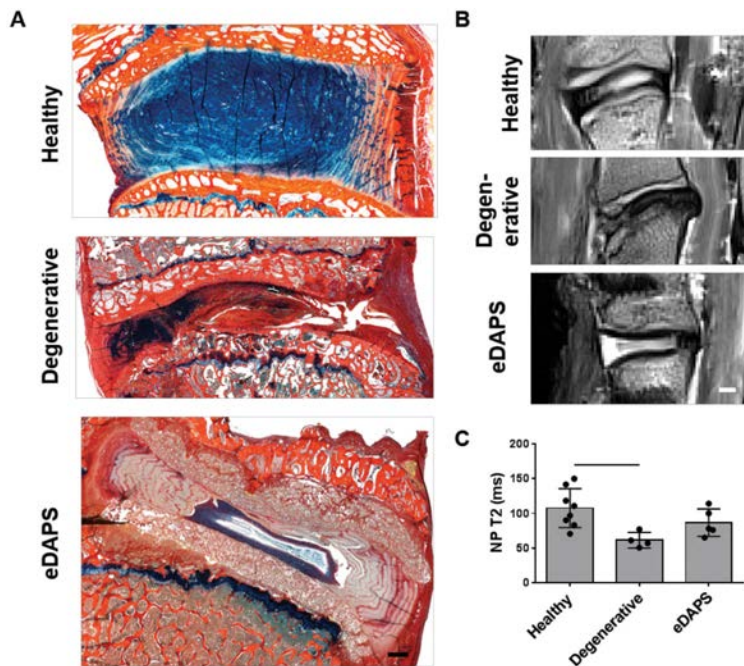 A
Healthy
Degenerative
eDAPS
B
Healthy
Degen-
erative
eDAPS
C
NP T2 (ms)
200
150
100
50
0
Healthy
Degenerative
eDAPS